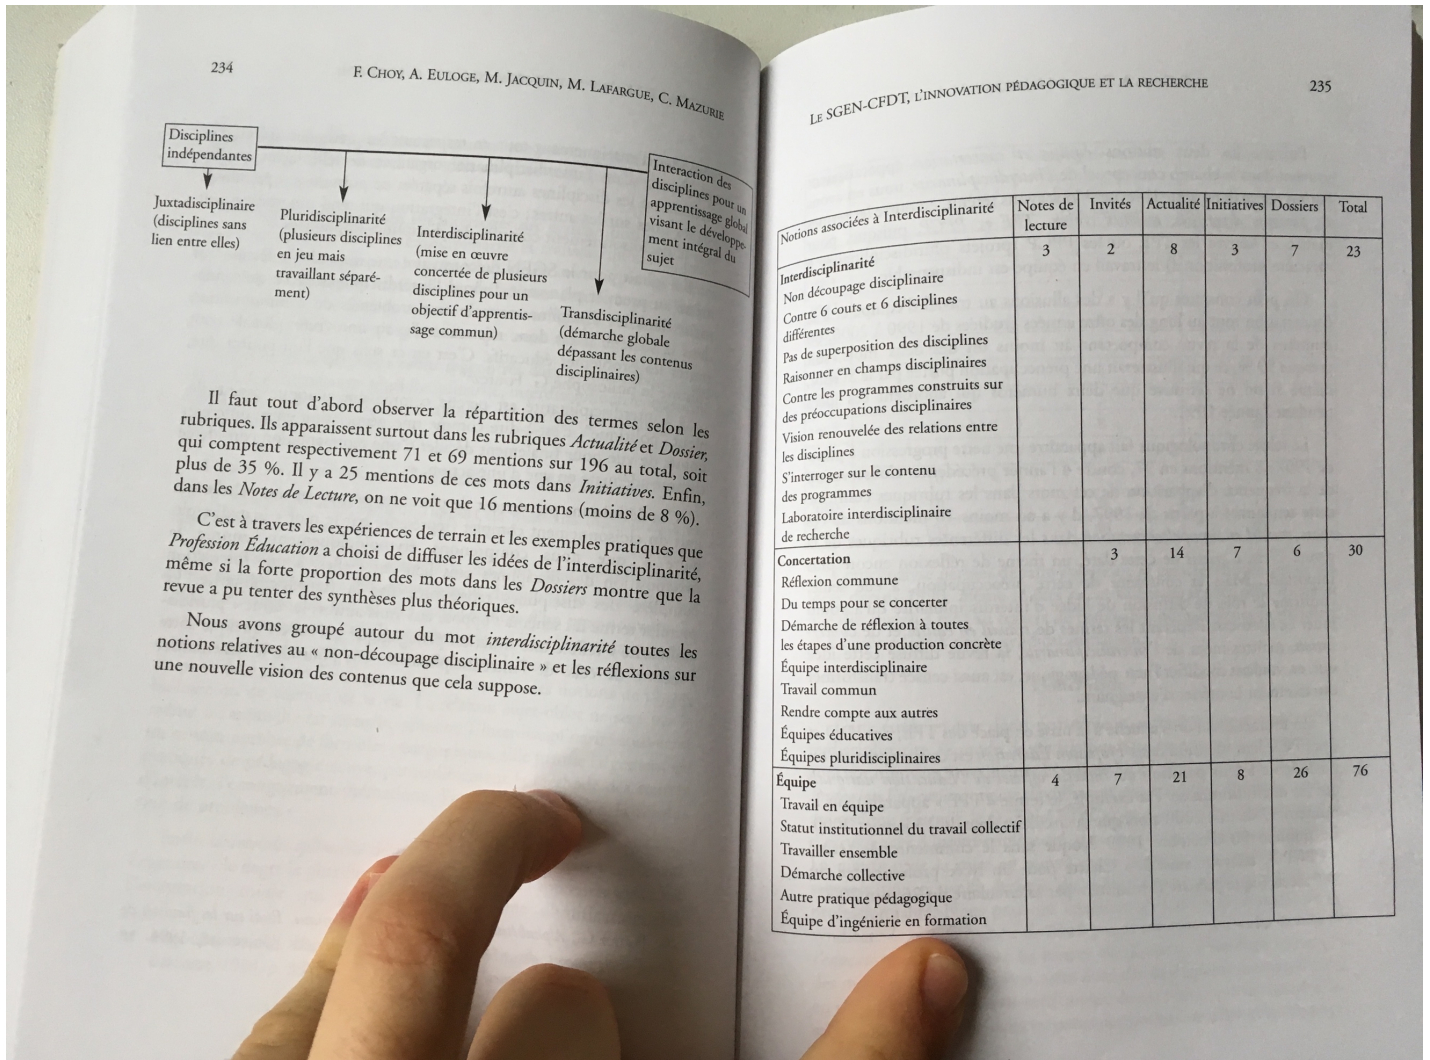 234
F. Choy, A. Euloge, M. Jacquin, M. Lafargue, C. Mazurie
Disciplines
indépendantes
Interaction des
disciplines pour un
apprentissage global
visant le développe-
ment intégral du
sujet
Juxtadisciplinaire
(disciplines sans
lien entre elles)
Pluridisciplinarité
(plusieurs disciplines
en jeu mais
travaillant séparé-
ment)
Interdisciplinarité
(mise en œuvre
concertée de plusieurs
disciplines pour un
objectif d'apprentis-
sage commun)
Transdisciplinarité
(démarche globale
dépassant les contenus
disciplinaires)
Il faut tout d'abord observer la répartition des termes selon les
rubriques. Ils apparaissent surtout dans les rubriques Actualité et Dossier,
qui comptent respectivement 71 et 69 mentions sur 196 au total, soit
plus de 35 %. Il y a 25 mentions de ces mots dans Initiatives. Enfin,
dans les Notes de Lecture, on ne voit que 16 mentions (moins de 8 %).
C'est à travers les expériences de terrain et les exemples pratiques que
Profession Éducation a choisi de diffuser les idées de l'interdisciplinarité,
même si la forte proportion des mots dans les Dossiers montre que la
revue a pu tenter des synthèses plus théoriques.
Nous avons groupé autour du mot interdisciplinarité toutes les
notions relatives au « non-découpage disciplinaire » et les réflexions sur
une nouvelle vision des contenus que cela suppose.
Le SGEN-CFDT, l'innovation pédagogique et la recherche
235
Notions associées à Interdisciplinarité Notes de lecture Invités Actualité Initiatives Dossiers Total
Interdisciplinarité 3 2 8 3 7 23
Non découpage disciplinaire
Contre 6 cours et 6 disciplines
différentes
Pas de superposition des disciplines
Raisonner en champs disciplinaires
Contre les programmes construits sur
des préoccupations disciplinaires
Vision renouvelée des relations entre
les disciplines
S'interroger sur le contenu
des programmes
Laboratoire interdisciplinaire
de recherche
Concertation 3 14 7 6 30
Réflexion commune
Du temps pour se concerter
Démarche de réflexion à toutes
les étapes d'une production concrète
Équipe interdisciplinaire
Travail commun
Rendre compte aux autres
Équipes éducatives
Équipes pluridisciplinaires
Équipe 4 7 21 8 26 76
Travail en équipe
Statut institutionnel du travail collectif
Travailler ensemble
Démarche collective
Autre pratique pédagogique
Équipe d'ingénierie en formation